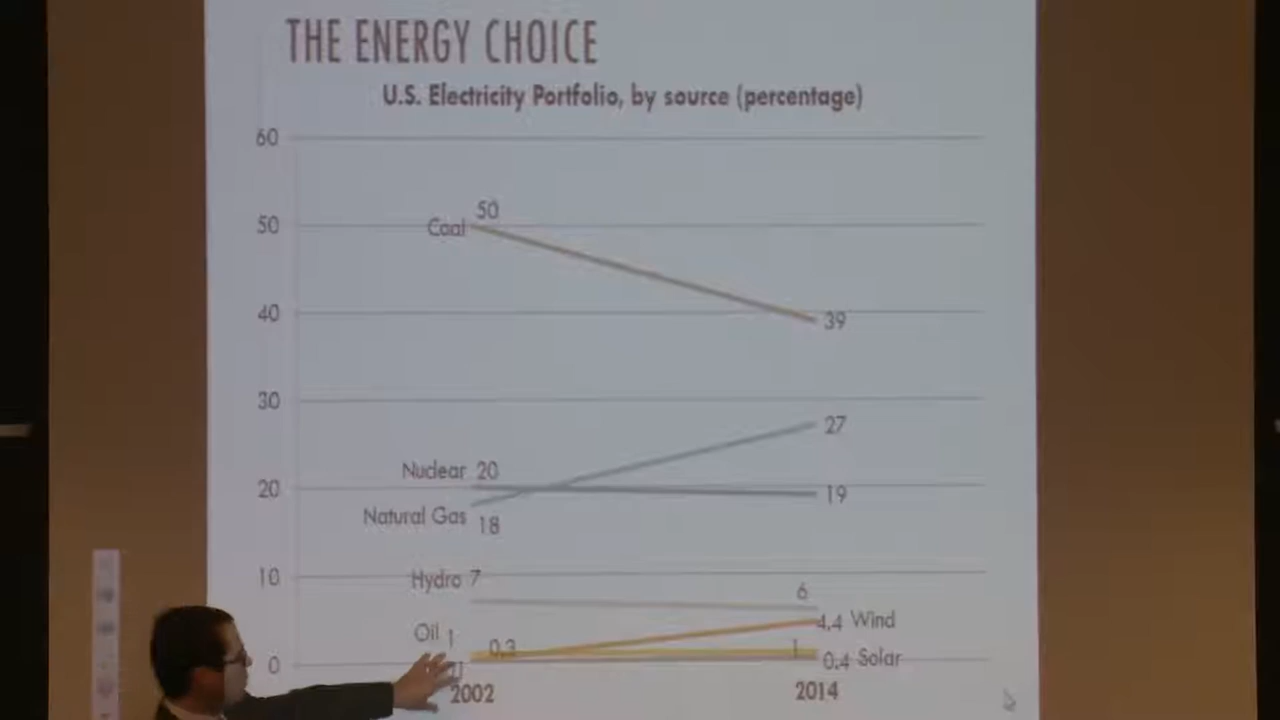 THE ENERGY CHOICE
U.S. Electricity Portfolio, by source (percentage)
60
50
Coal 50
40
39
30
27
Nuclear 20
20
19
Natural Gas 18
10
Hydro 7
6
4.4 Wind
Oil 1
0.3
1
0
0.4 Solar
2002
2014